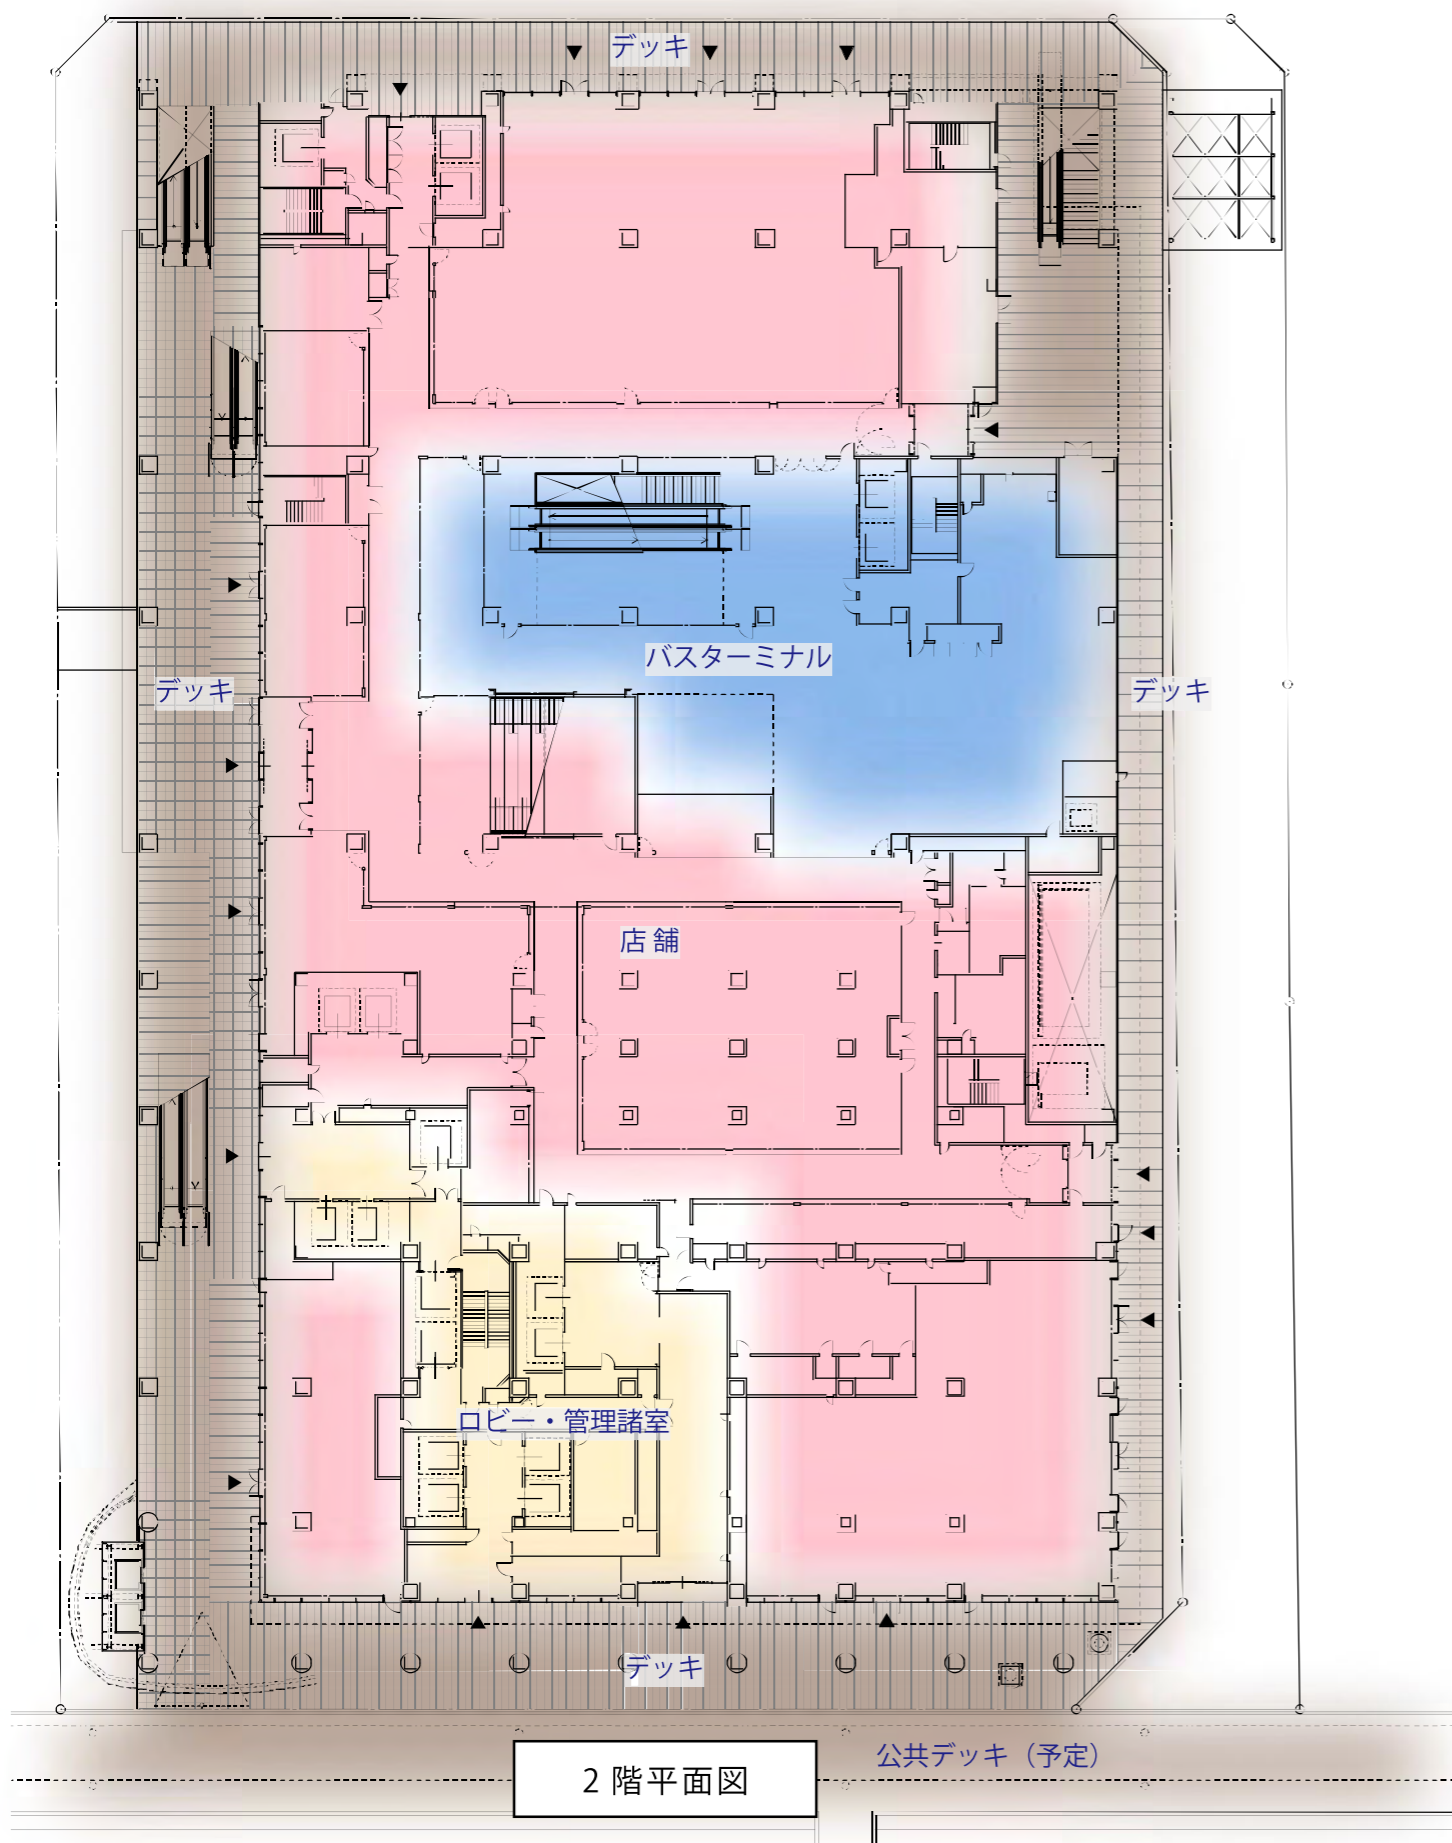 デッキ
バスターミナル
デッキ
デッキ
店舗
ロビー・管理諸室
デッキ
公共デッキ（予定）
2階平面図